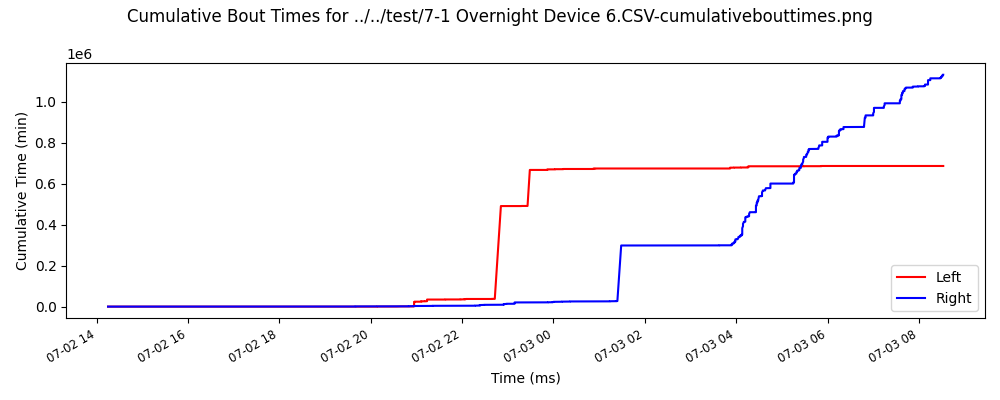 Cumulative Bout Times for ../../test/7-1 Overnight Device 6.CSV-cumulativebouttimes.png
1e6
1.0
0.8
0.6
0.4
0.2
0.0
Cumulative Time (min)
Left
Right
07-02 14
07-02 16
07-02 18
07-02 20
07-02 22
07-03 00
07-03 02
07-03 04
07-03 06
07-03 08
Time (ms)